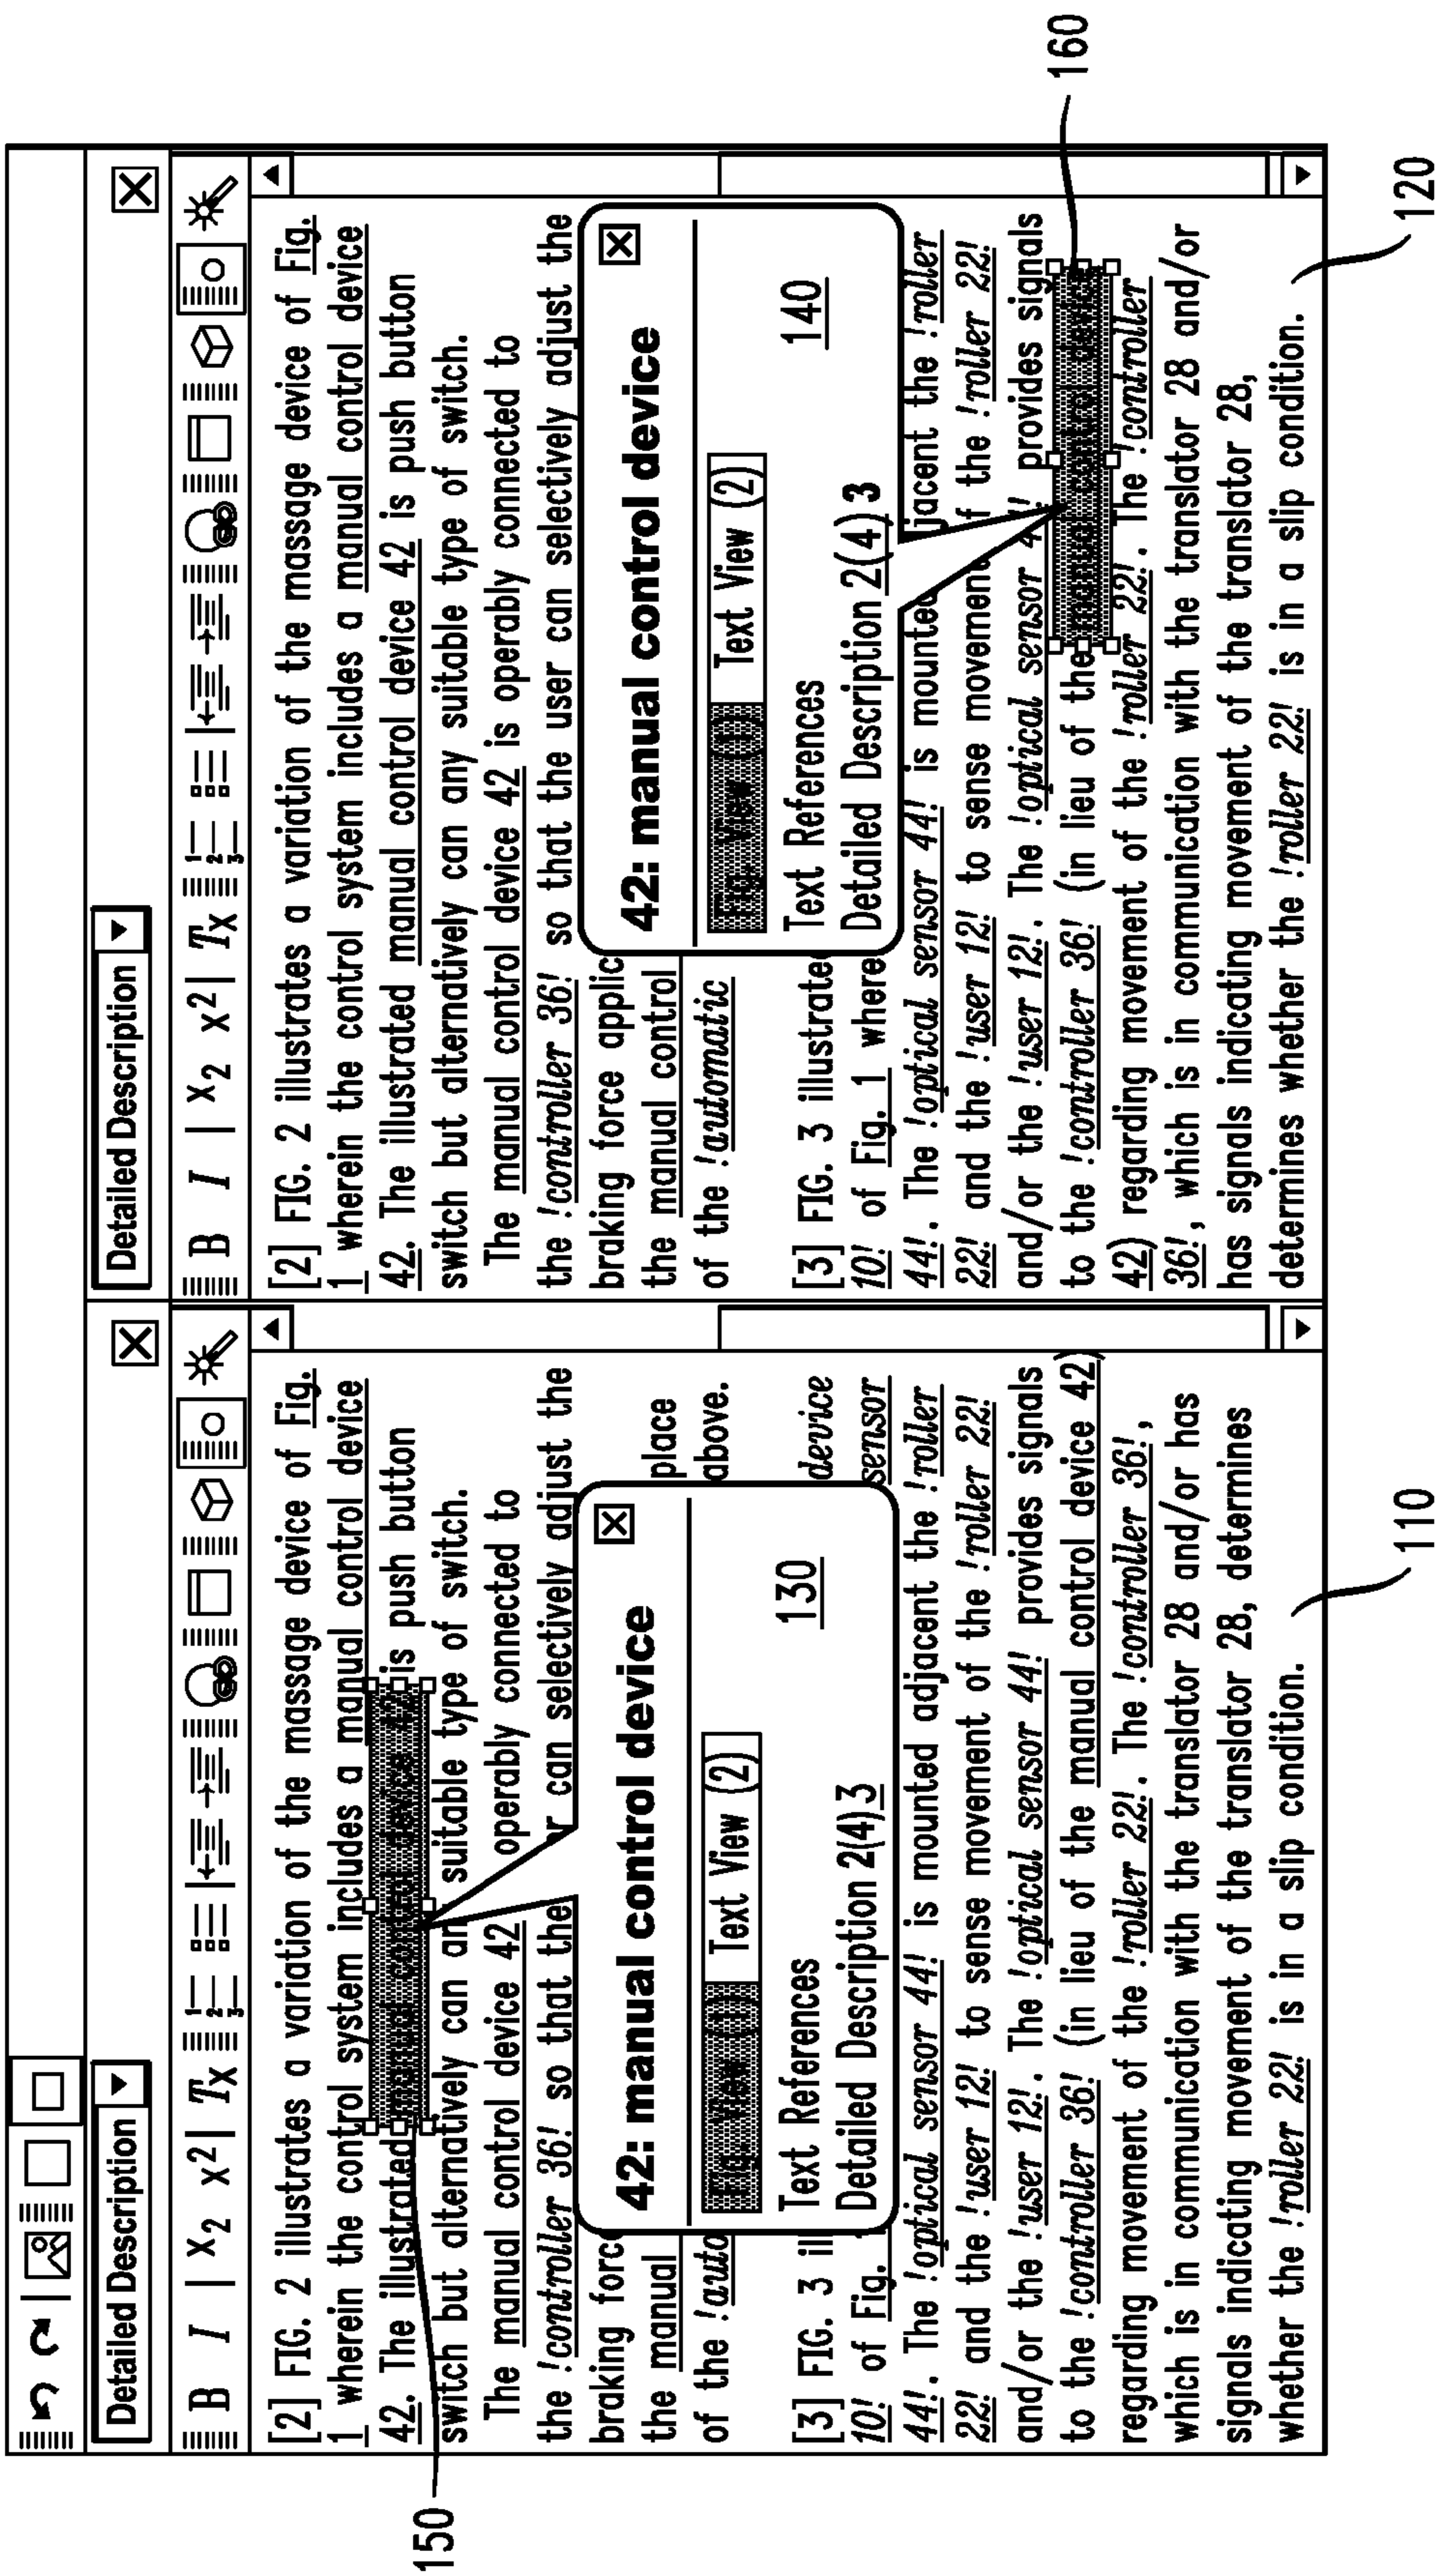 Detailed Description
B I | X2 X2 | Tx
[2] FIG. 2 illustrates a variation of the massage device of Fig.
1 wherein the control system includes a manual control device
42. The illustrated manual control device 42 is push button
switch but alternatively can any suitable type of switch.
The manual control device 42 operably connected to
the !controller 36! so that the can selectively adjust the
braking
the manual place
of the above.
[3] FIG. 3 device
10! of Fig. sensor
44!. The !optical sensor 44! is mounted adjacent the !roller
22! and the !user 12! to sense movement of the !roller 22!
and/or the !user 12!. The !optical sensor 44! provides signals
to the !controller 36! (in lieu of the manual control device 42)
regarding movement of the !roller 22!. The !controller 36!,
which is in communication with the translator 28 and/or has
signals indicating movement of the translator 28, determines
whether the !roller 22! is in a slip condition.
42: manual control device
Fig. View (1) Text View (2)
130
Text References
Detailed Description 2(4)3
150
110
Detailed Description
B I | X2 X2 | Tx
[2] FIG. 2 illustrates a variation of the massage device of Fig.
1 wherein the control system includes a manual control device
42. The illustrated manual control device 42 is push button
switch but alternatively can any suitable type of switch.
The manual control device 42 is operably connected to
the !controller 36! so that the user can selectively adjust the
braking force
the manual control
of the !automatic
[3] FIG. 3
10! of Fig. 1 where
44!. The !optical sensor 44! is mounted the !roller
22! and the !user 12! to sense the !roller 22!
and/or the !user 12!. The !optical sensor provides signals
to the !controller 36! (in lieu of the manual control device
42) regarding movement of the !roller 22!. The !controller
36!, which is in communication with the translator 28 and/or
has signals indicating movement of the translator 28,
determines whether the !roller 22! is in a slip condition.
42: manual control device
Fig. View (1) Text View (2)
140
Text References
Detailed Description 2(4)3
160
120